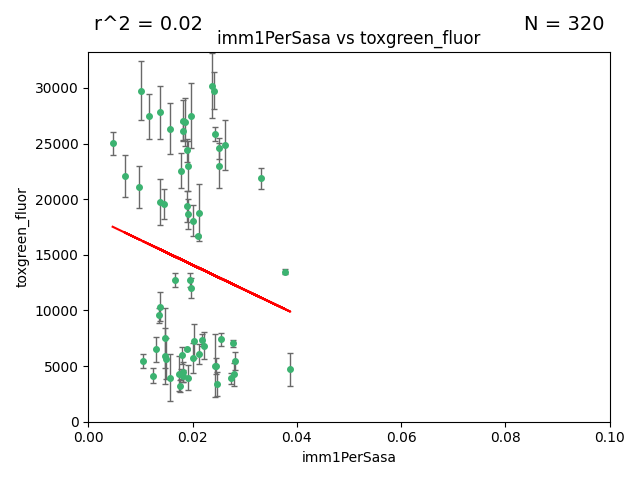 r^2 = 0.02
N = 320
imm1PerSasa vs toxgreen_fluor
toxgreen_fluor
30000
25000
20000
15000
10000
5000
0
0.00
0.02
0.04
0.06
0.08
0.10
imm1PerSasa